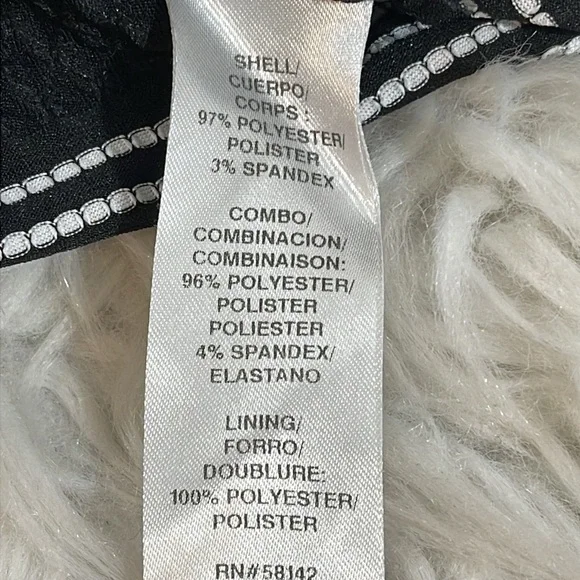 SHELL/
CUERPO/
CORPS :
97% POLYESTER/
POLISTER
3% SPANDEX
COMBO/
COMBINACION/
COMBINAISON:
96% POLYESTER/
POLISTER
POLIESTER
4% SPANDEX/
ELASTANO
LINING/
FORRO/
DOUBLURE:
100% POLYESTER/
POLISTER
RN#58142